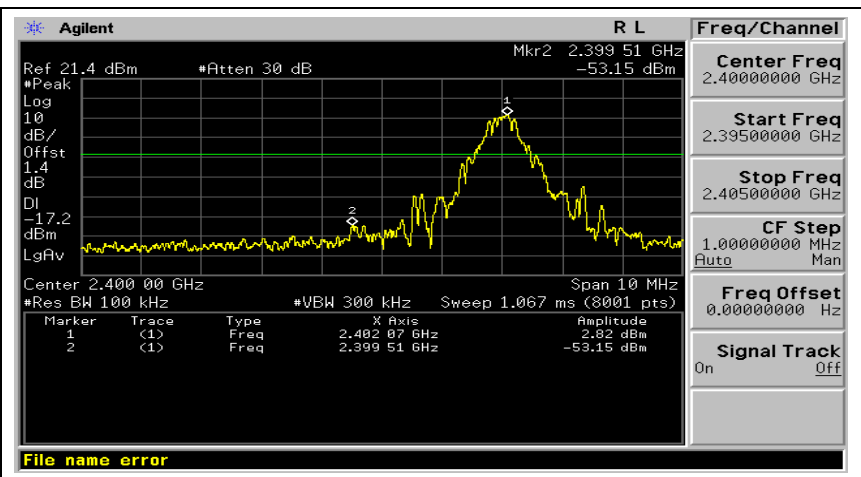 Agilent R L
Mkr2 2.399 51 GHz
Ref 21.4 dBm #Atten 30 dB -53.15 dBm
#Peak
Log
10
dB/
Offst
1.4
dB
DI
-17.2
dBm
LgAv
1
2
Center 2.400 00 GHz Span 10 MHz
#Res BW 100 kHz #VBW 300 kHz Sweep 1.067 ms (8001 pts)
Marker Trace Type X Axis Amplitude
1 (1) Freq 2.402 07 GHz 2.82 dBm
2 (1) Freq 2.399 51 GHz -53.15 dBm
File name error
Freq/Channel
Center Freq
2.40000000 GHz
Start Freq
2.39500000 GHz
Stop Freq
2.40500000 GHz
CF Step
1.00000000 MHz
Auto Man
Freq Offset
0.00000000 Hz
Signal Track
On Off